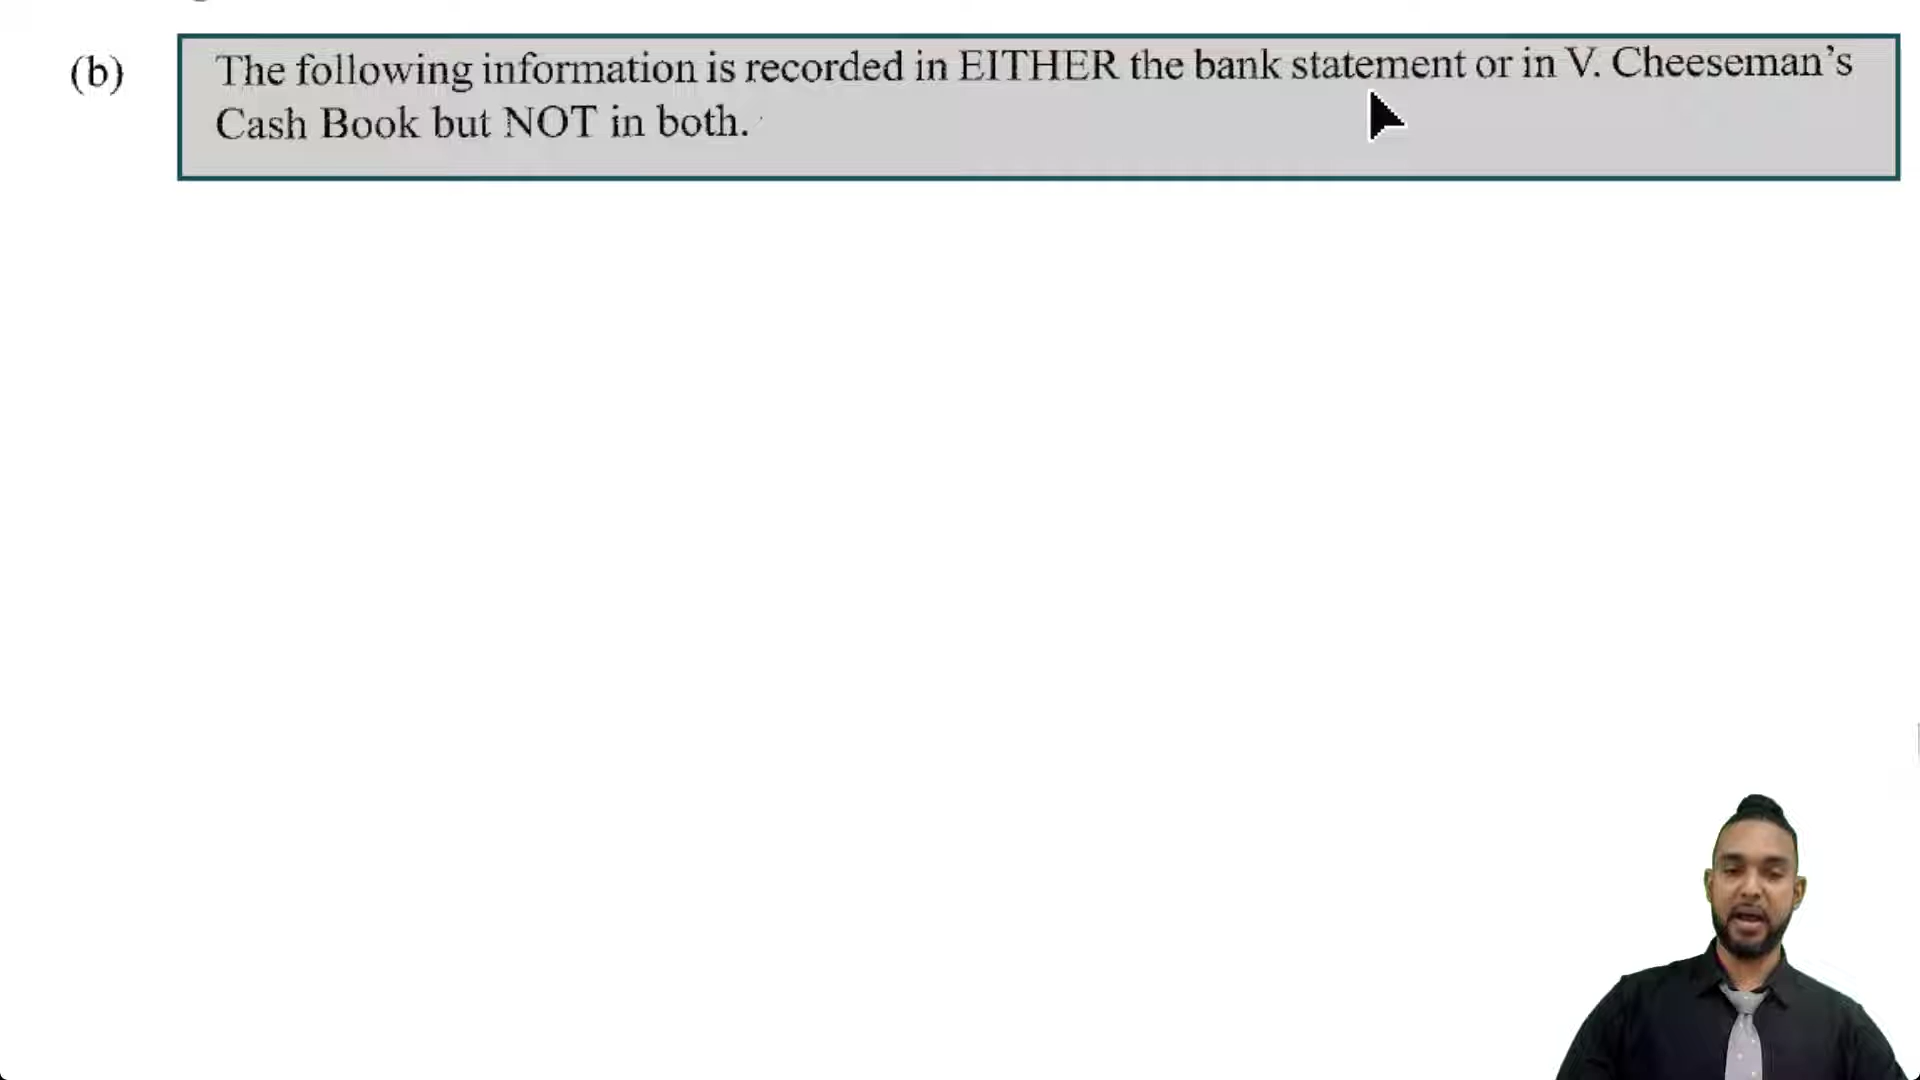 (b) The following information is recorded in EITHER the bank statement or in V. Cheeseman’s
Cash Book but NOT in both.